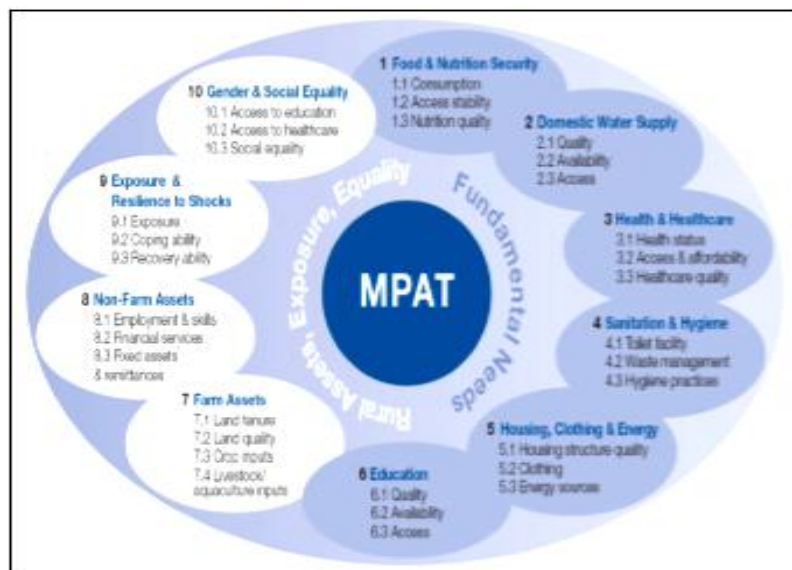 1 Food & Nutrition Security
1.1 Consumption
1.2 Access stability
1.3 Nutrition quality
2 Domestic Water Supply
2.1 Quality
2.2 Availability
2.3 Access
3 Health & Healthcare
3.1 Health status
3.2 Access & affordability
3.3 Healthcare quality
4 Sanitation & Hygiene
4.1 Toilet facility
4.2 Waste management
4.3 Hygiene practices
5 Housing, Clothing & Energy
5.1 Housing structure quality
5.2 Clothing
5.3 Energy sources
6 Education
6.1 Quality
6.2 Availability
6.3 Access
7 Farm Assets
7.1 Land tenure
7.2 Land quality
7.3 Crop inputs
7.4 Livestock/
aquaculture inputs
8 Non-Farm Assets
8.1 Employment & skills
8.2 Financial services
8.3 Fixed assets
& remittances
9 Exposure &
Resilience to Shocks
9.1 Exposure
9.2 Coping ability
9.3 Recovery ability
10 Gender & Social Equality
10.1 Access to education
10.2 Access to healthcare
10.3 Social equality
Rural Assets, Exposure, Equality
Fundamental Needs
MPAT